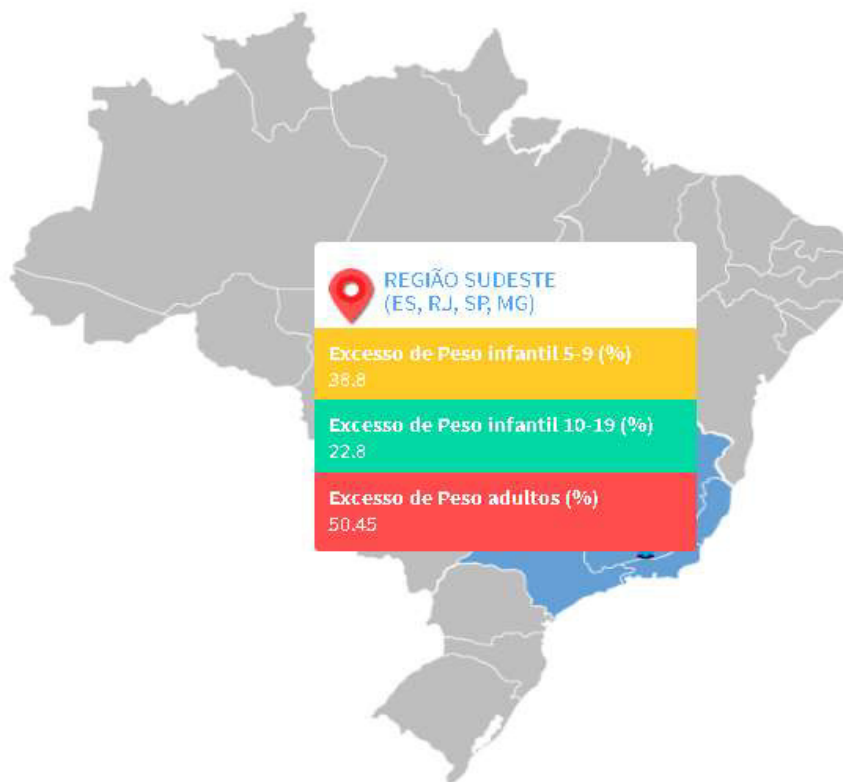 REGIÃO SUDESTE
(ES, RJ, SP, MG)
Excesso de Peso infantil 5-9 (%)
38.8
Excesso de Peso infantil 10-19 (%)
22.8
Excesso de Peso adultos (%)
50.45